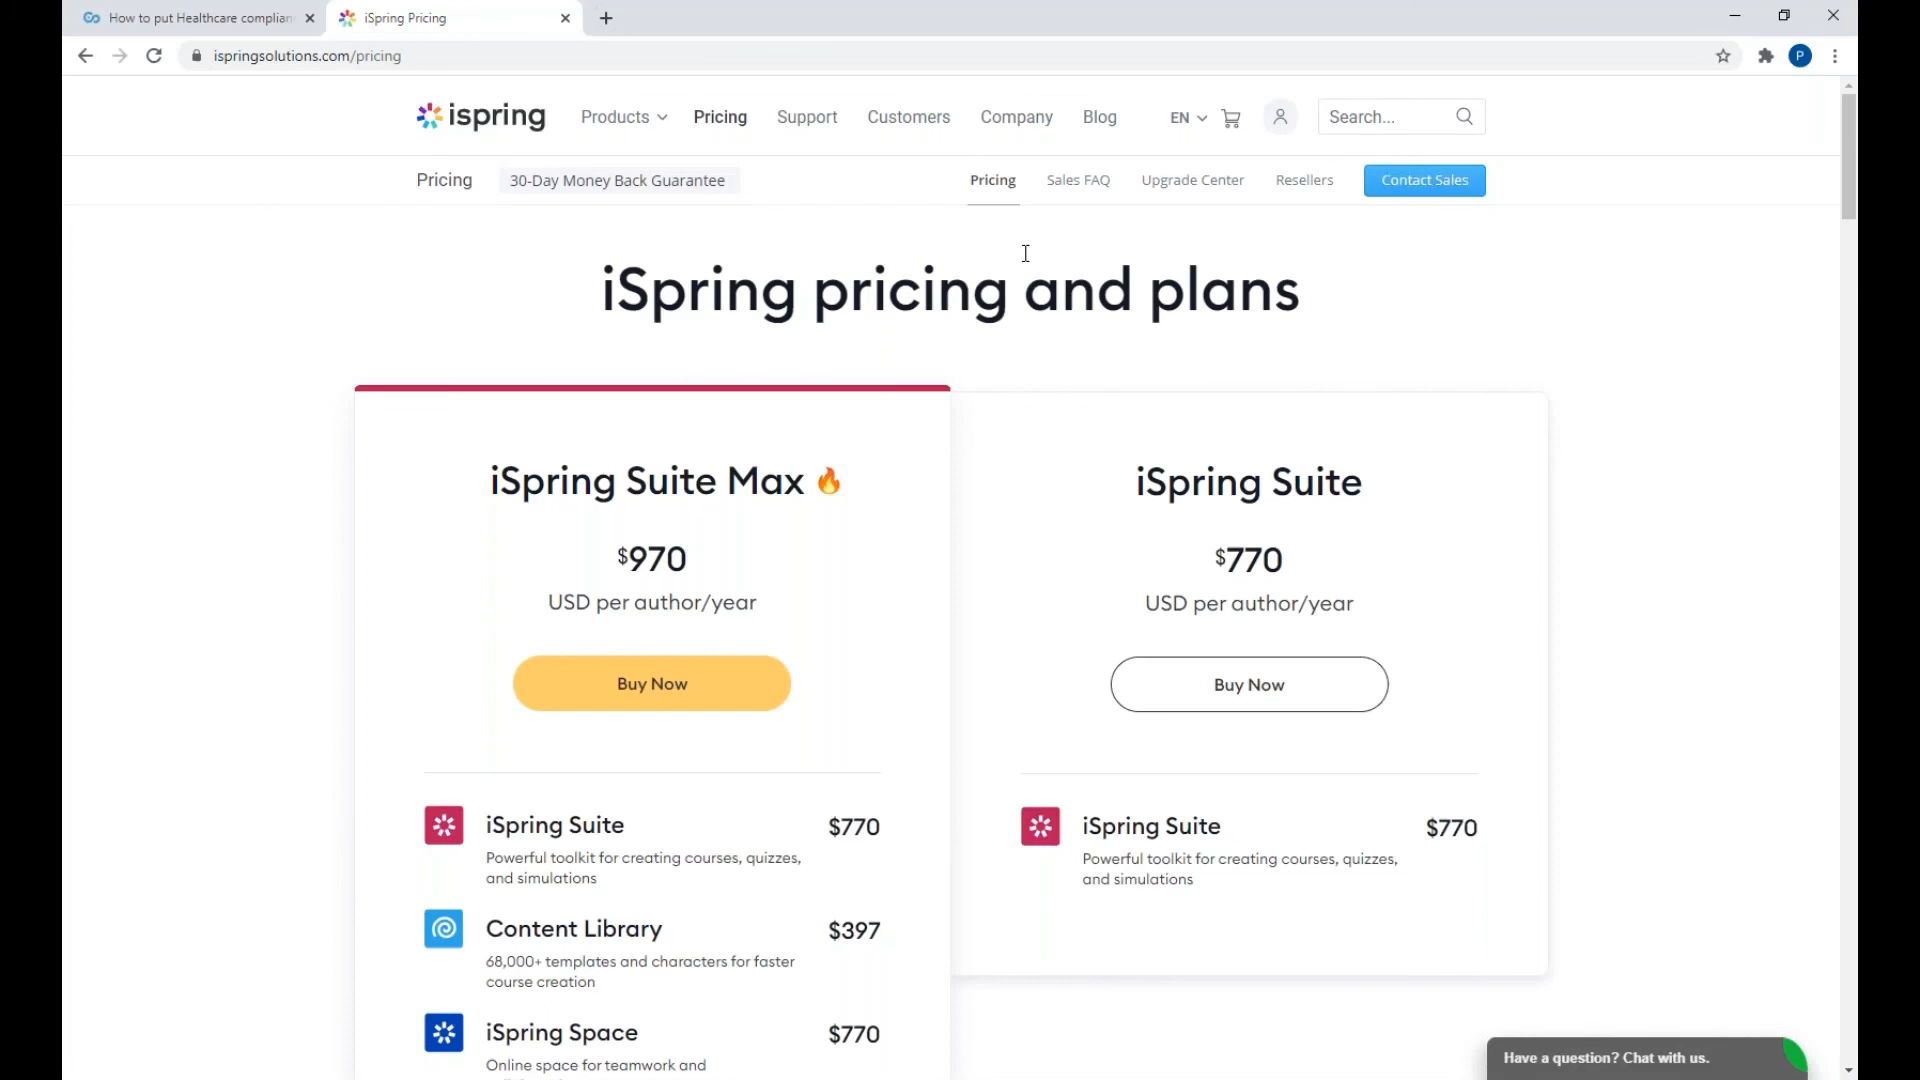 How to put Healthcare complian
iSpring Pricing
ispringsolutions.com/pricing
P
ispring
Products
Pricing
Support
Customers
Company
Blog
EN
Search...
Pricing
30-Day Money Back Guarantee
Pricing
Sales FAQ
Upgrade Center
Resellers
Contact Sales
iSpring pricing and plans
iSpring Suite Max
$970
USD per author/year
Buy Now
iSpring Suite
$770
Powerful toolkit for creating courses, quizzes,
and simulations
Content Library
$397
68,000+ templates and characters for faster
course creation
iSpring Space
$770
Online space for teamwork and
iSpring Suite
$770
USD per author/year
Buy Now
iSpring Suite
$770
Powerful toolkit for creating courses, quizzes,
and simulations
Have a question? Chat with us.